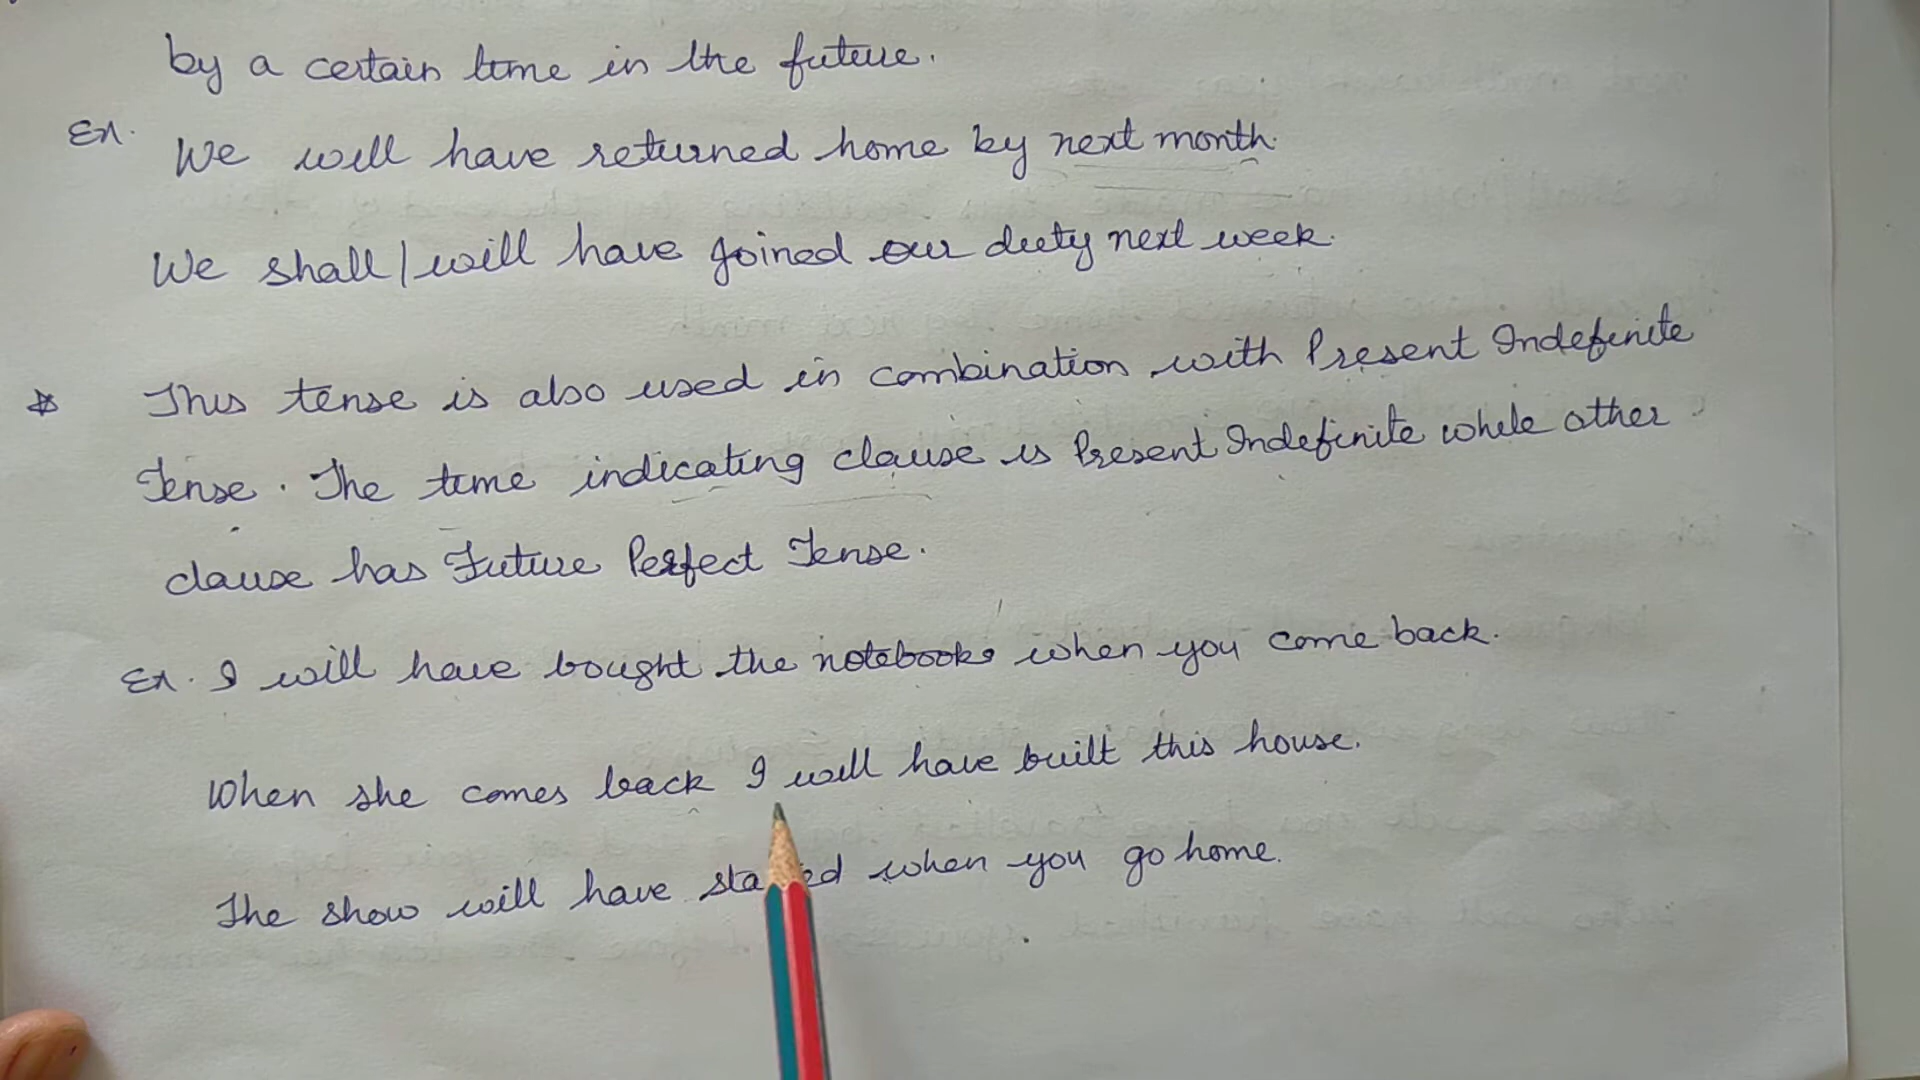 by a certain time in the future.
Ex. We will have returned home by next month.
We shall/will have joined our duty next week.
* This tense is also used in combination with Present Indefinite
Tense. The time indicating clause is Present Indefinite while other
clause has Future Perfect Tense.
Ex. I will have bought the notebooks when you come back.
When she comes back I will have built this house.
The show will have when you go home.